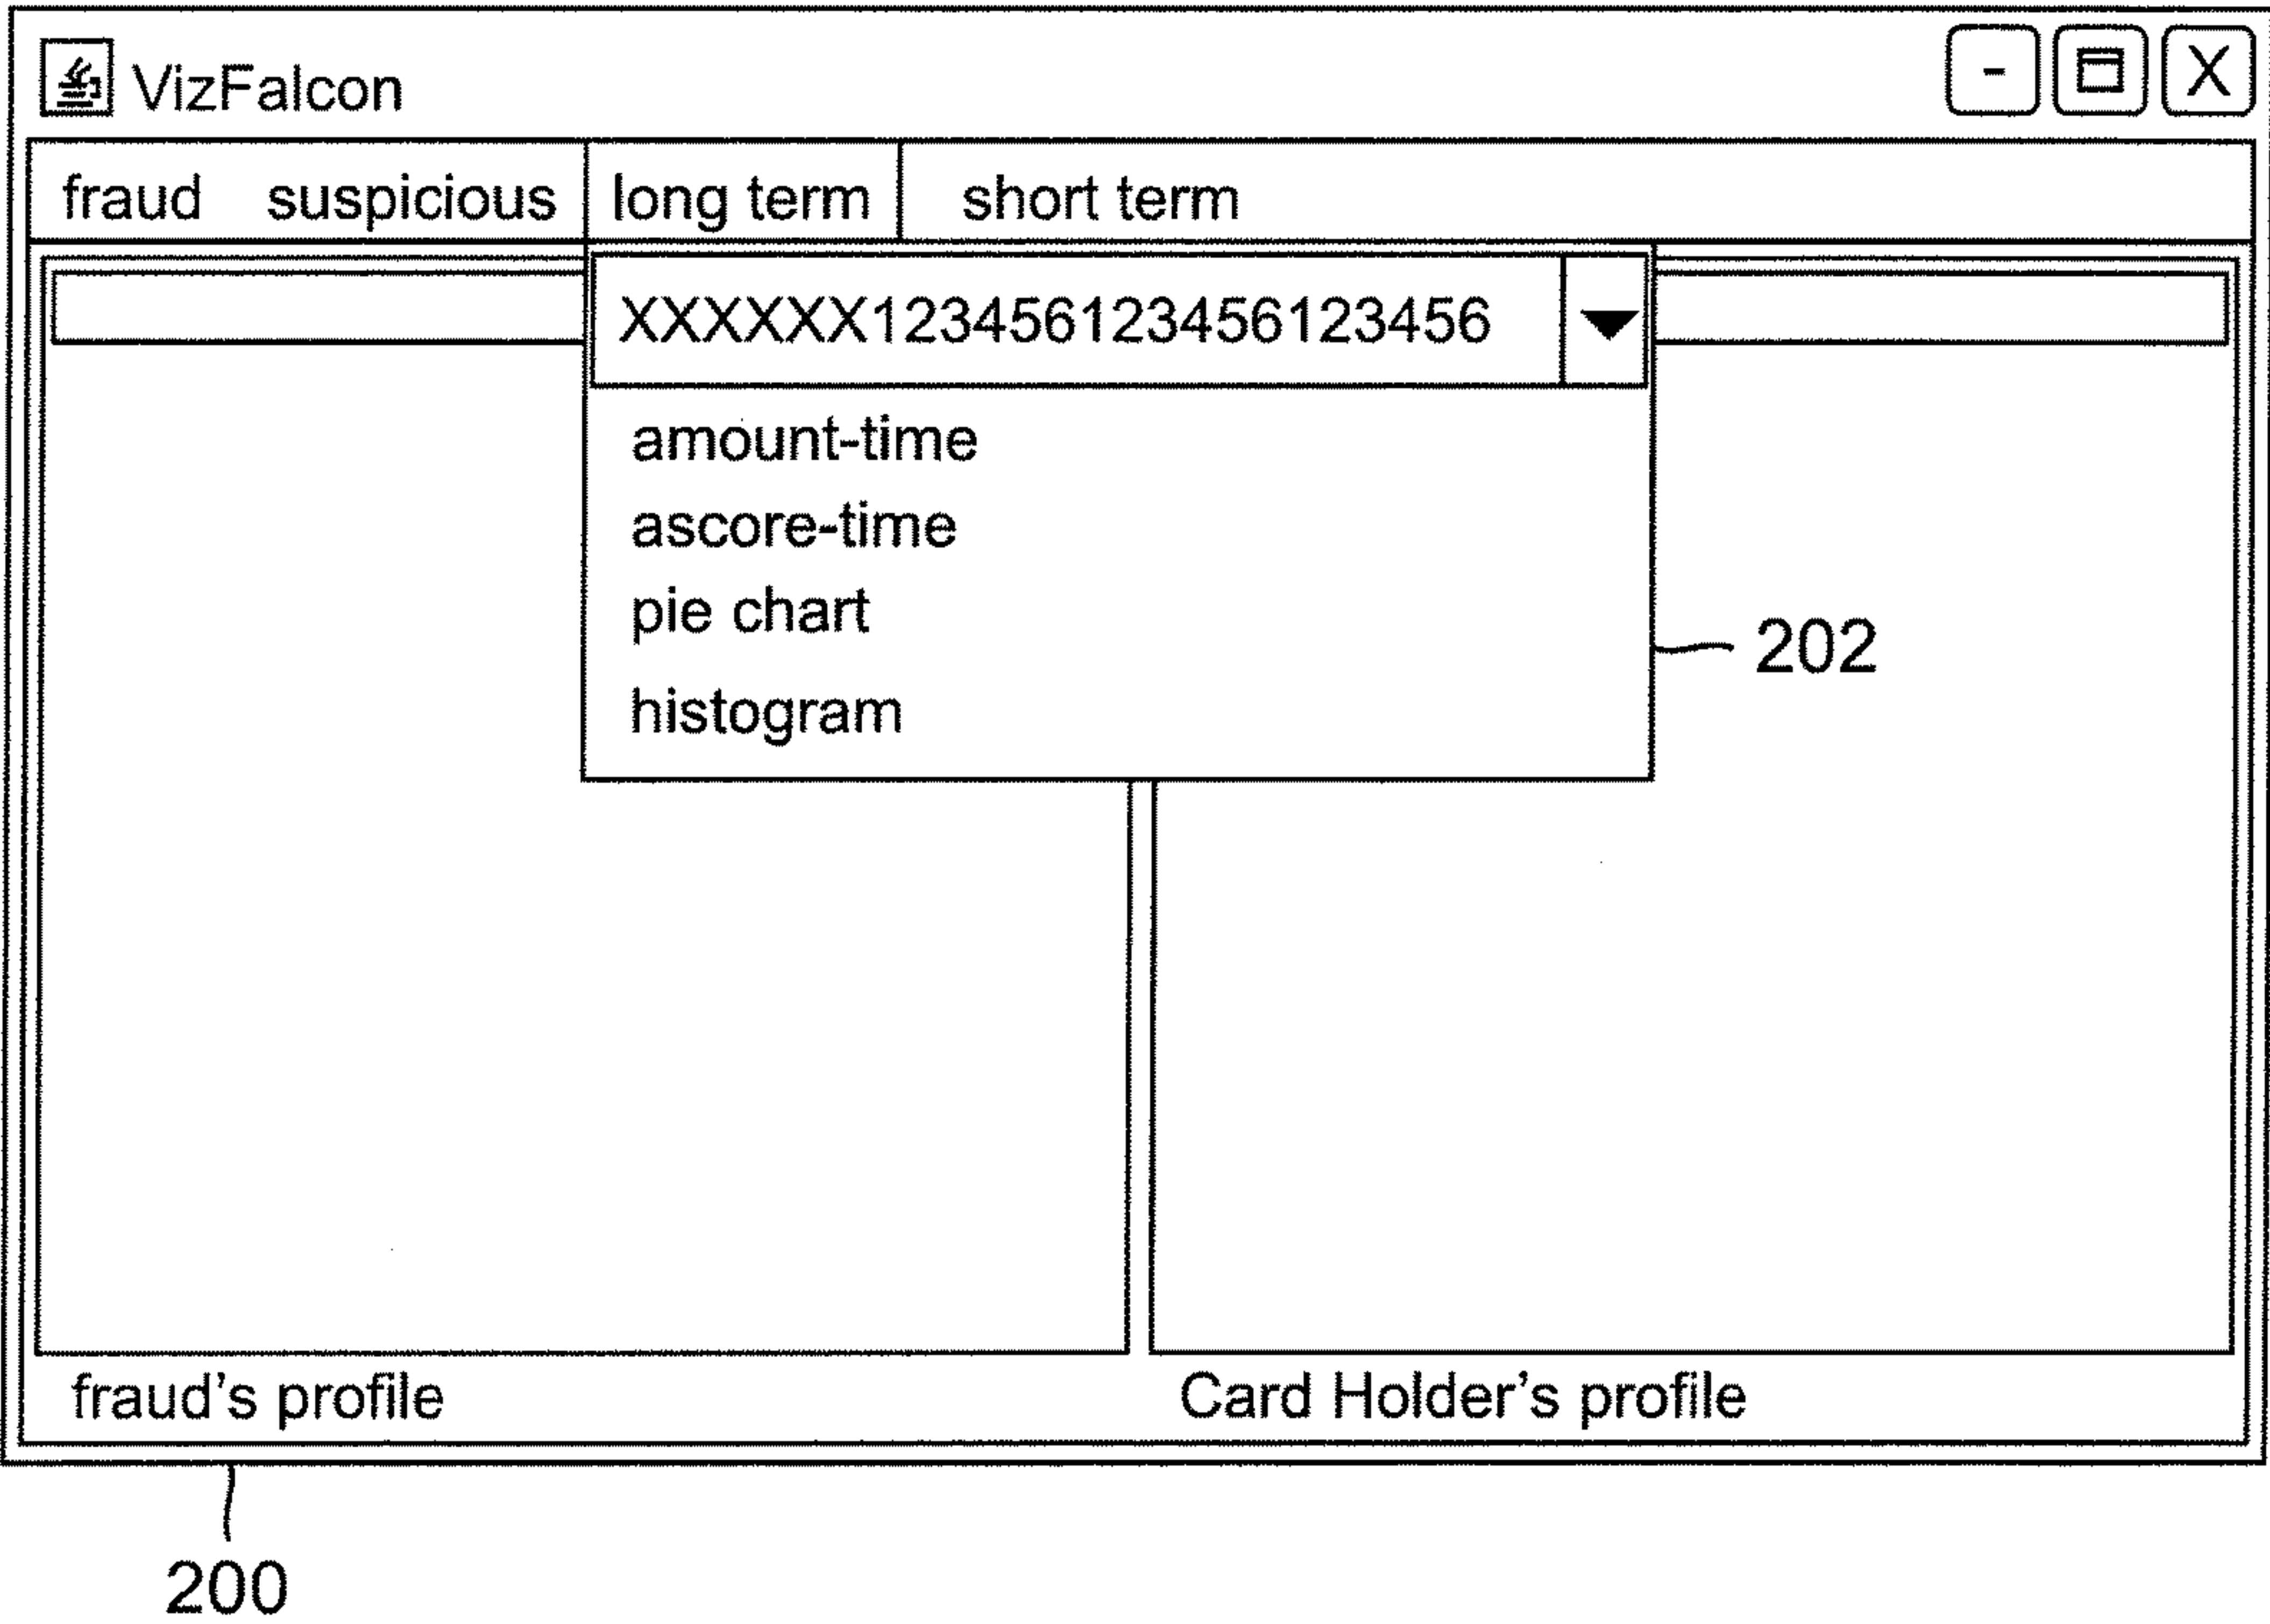 VizFalcon - X
fraud suspicious long term short term
XXXXXX123456123456123456
amount-time
ascore-time
pie chart
202
histogram
fraud’s profile Card Holder’s profile
200